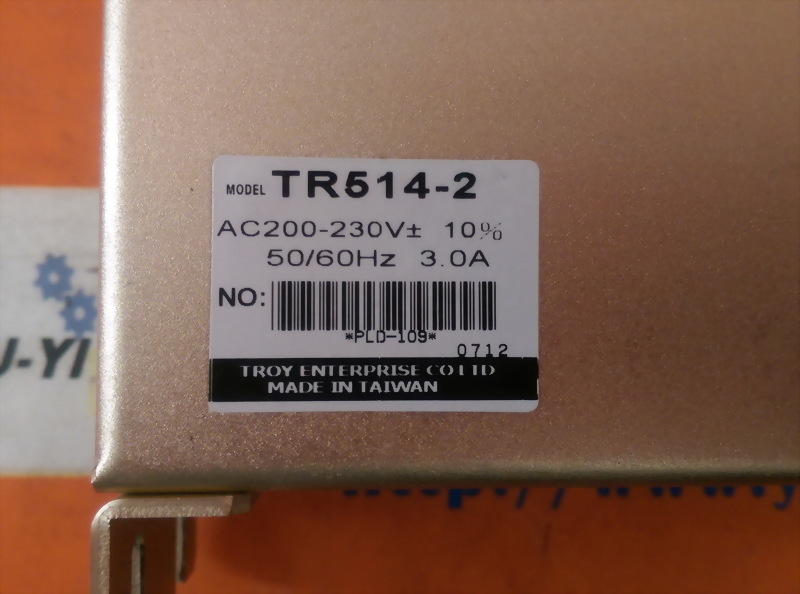 MODEL TR514-2
AC200-230V± 10%
50/60Hz 3.0A
NO:
*PLD-109*
0712
TROY ENTERPRISE CO LTD
MADE IN TAIWAN
U-YI